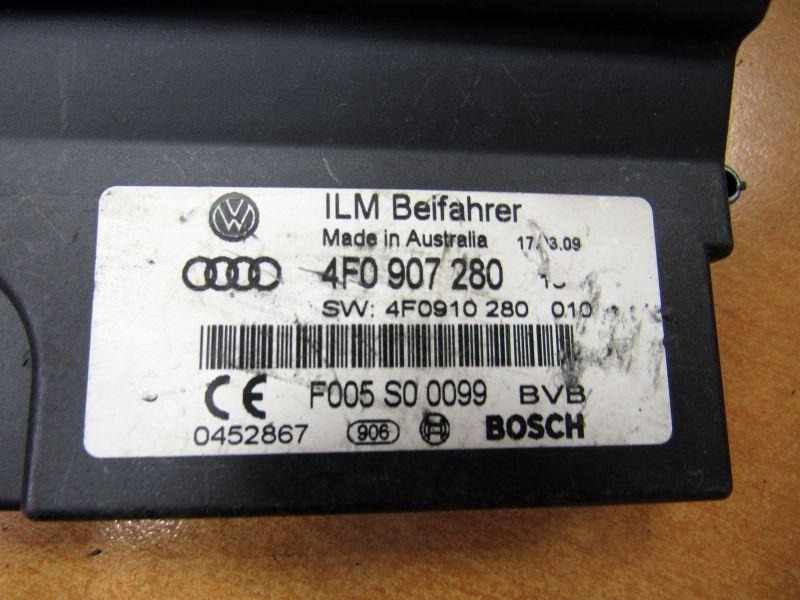 ILM Beifahrer
Made in Australia
4F0 907 280
SW: 4F0910 280 010
F005 S0 0099 BVB
0452867 906 BOSCH